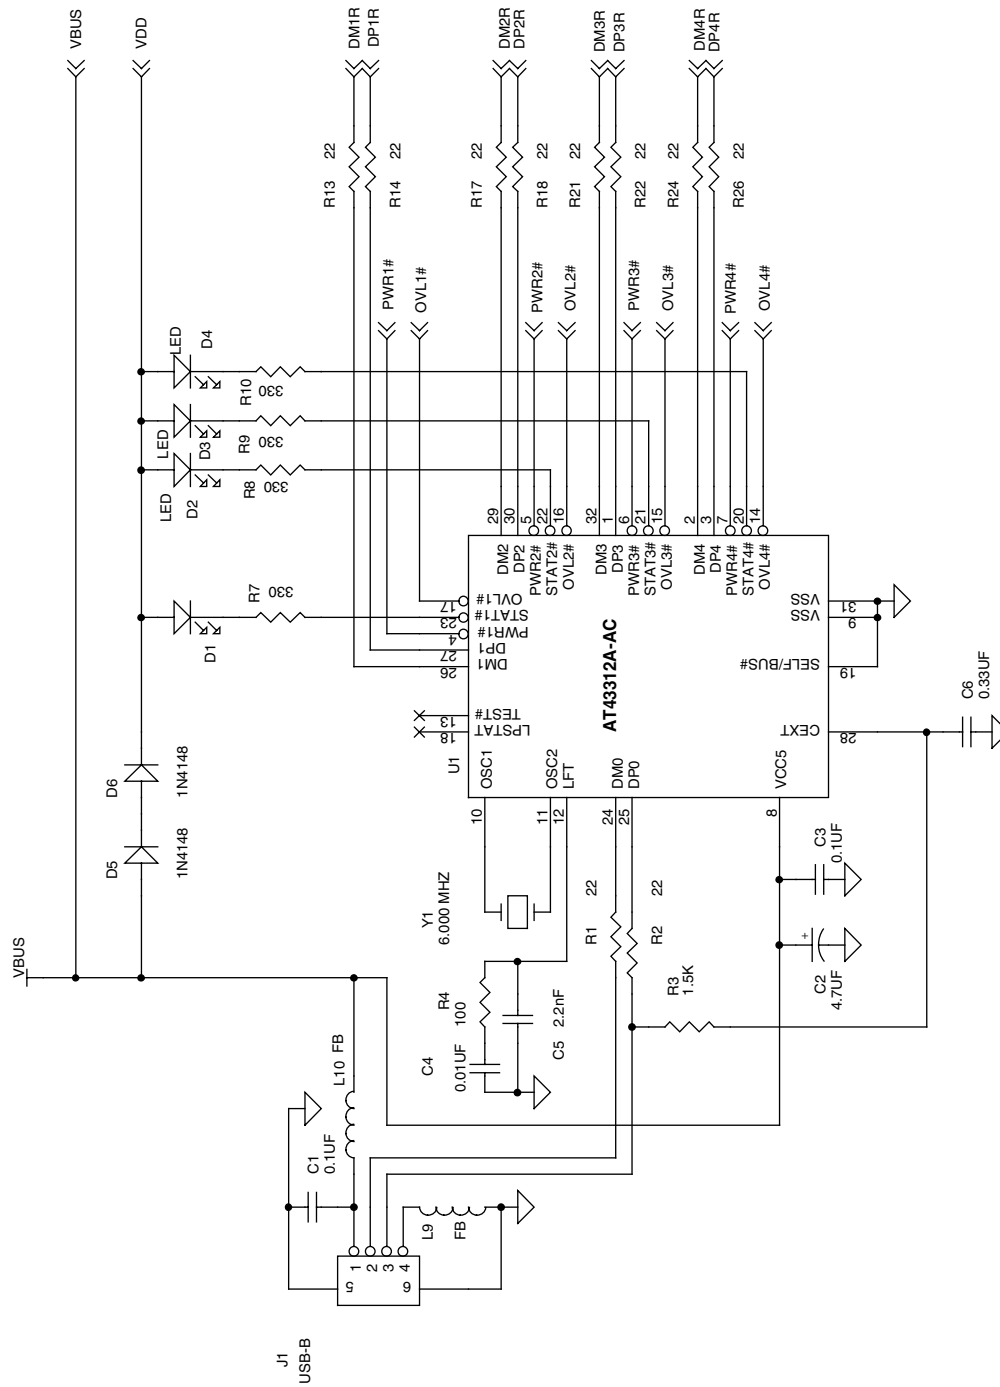 VBUS
VDD
DM1R
DP1R
DM2R
DP2R
DM3R
DP3R
DM4R
DP4R
R13 22
R14 22
R17 22
R18 22
R21 22
R22 22
R24 22
R26 22
PWR1#
OVL1#
PWR2#
OVL2#
PWR3#
OVL3#
PWR4#
OVL4#
LED
D4
R10
330
LED
D3
R9
330
LED
D2
R8
330
D1
R7
330
D6
1N4148
D5
1N4148
VBUS
U1
AT43312A-AC
29 DM2
30 DP2
5 PWR2#
22 STAT2#
16 OVL2#
32 DM3
1 DP3
6 PWR3#
21 STAT3#
15 OVL3#
2 DM4
3 DP4
7 PWR4#
20 STAT4#
14 OVL4#
17 OVL1#
23 STAT1#
4 PWR1#
27 DP1
26 DM1
13 TEST#
18 LPSTAT
VSS 31
VSS 9
SELF/BUS# 19
CEXT 28
OSC1 10
OSC2 11
LFT 12
DM0 24
DP0 25
VCC5 8
Y1
6.000 MHZ
R4
100
C4
0.01UF
C5 2.2nF
R1 22
R2 22
R3
1.5K
C2
4.7UF
+
C3
0.1UF
C6
0.33UF
L10 FB
C1
0.1UF
L9
FB
5
1
2
3
4
6
J1
USB-B